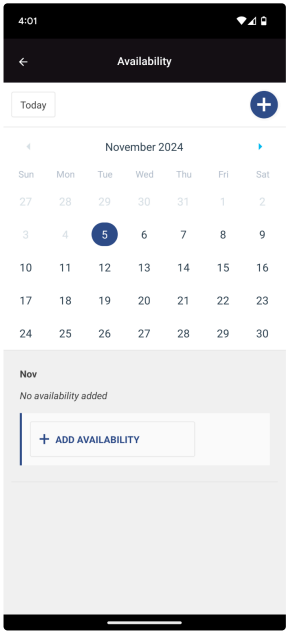 4:01
Availability
Today
November 2024
Sun Mon Tue Wed Thu Fri Sat
27 28 29 30 31 1 2
3 4 5 6 7 8 9
10 11 12 13 14 15 16
17 18 19 20 21 22 23
24 25 26 27 28 29 30
Nov
No availability added
ADD AVAILABILITY